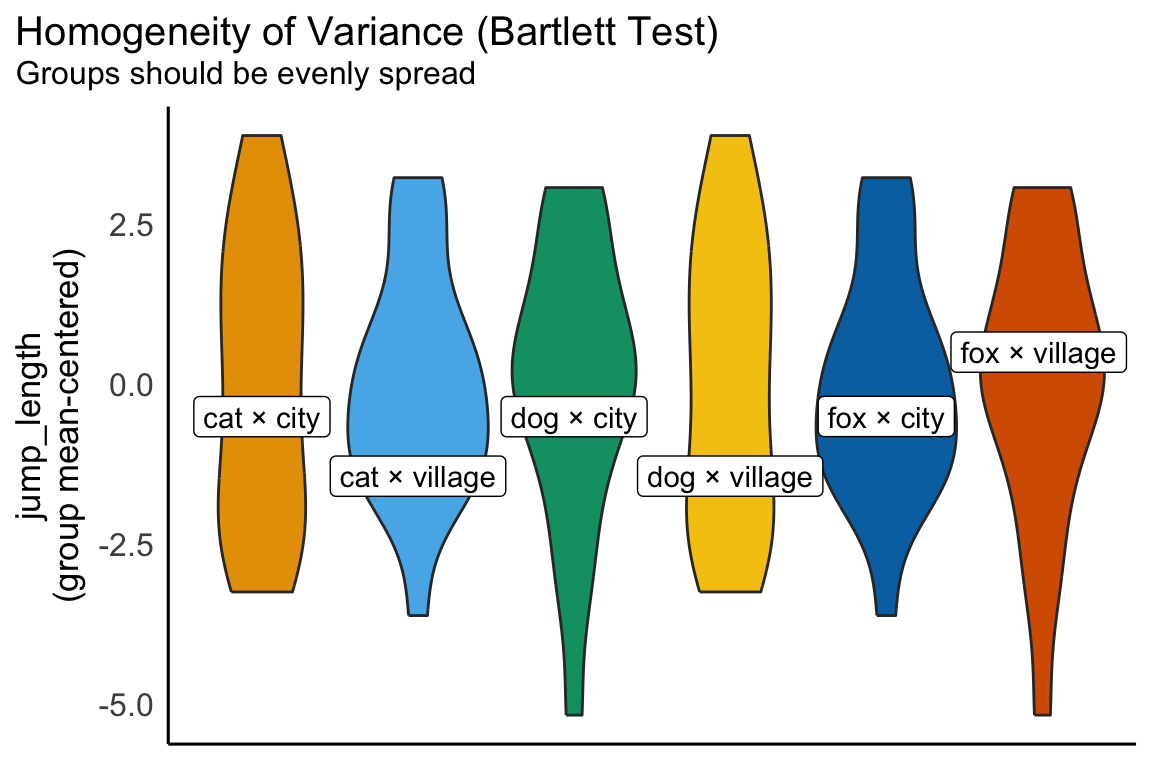 Homogeneity of Variance (Bartlett Test)
Groups should be evenly spread
jump_length
(group mean-centered)
2.5
0.0
-2.5
-5.0
cat × city
cat × village
dog × city
dog × village
fox × city
fox × village